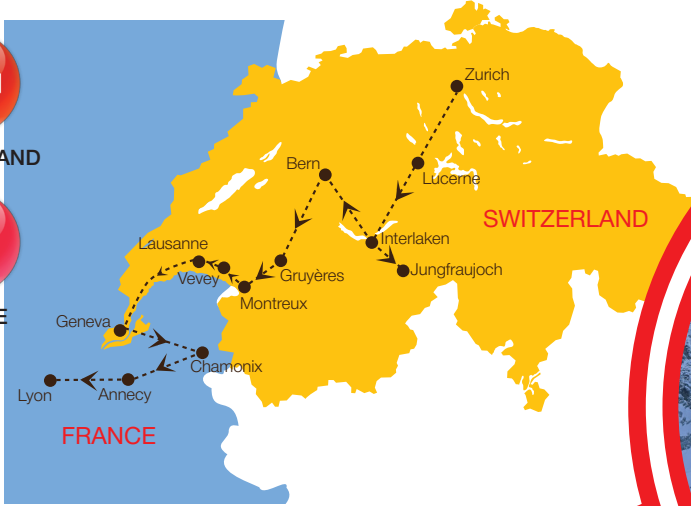 Zurich
AND
Bern
Lucerne
SWITZERLAND
Interlaken
Lausanne
Jungfraujoch
Vevey
Gruyères
Montreux
Geneva
Chamonix
Lyon
Annecy
FRANCE